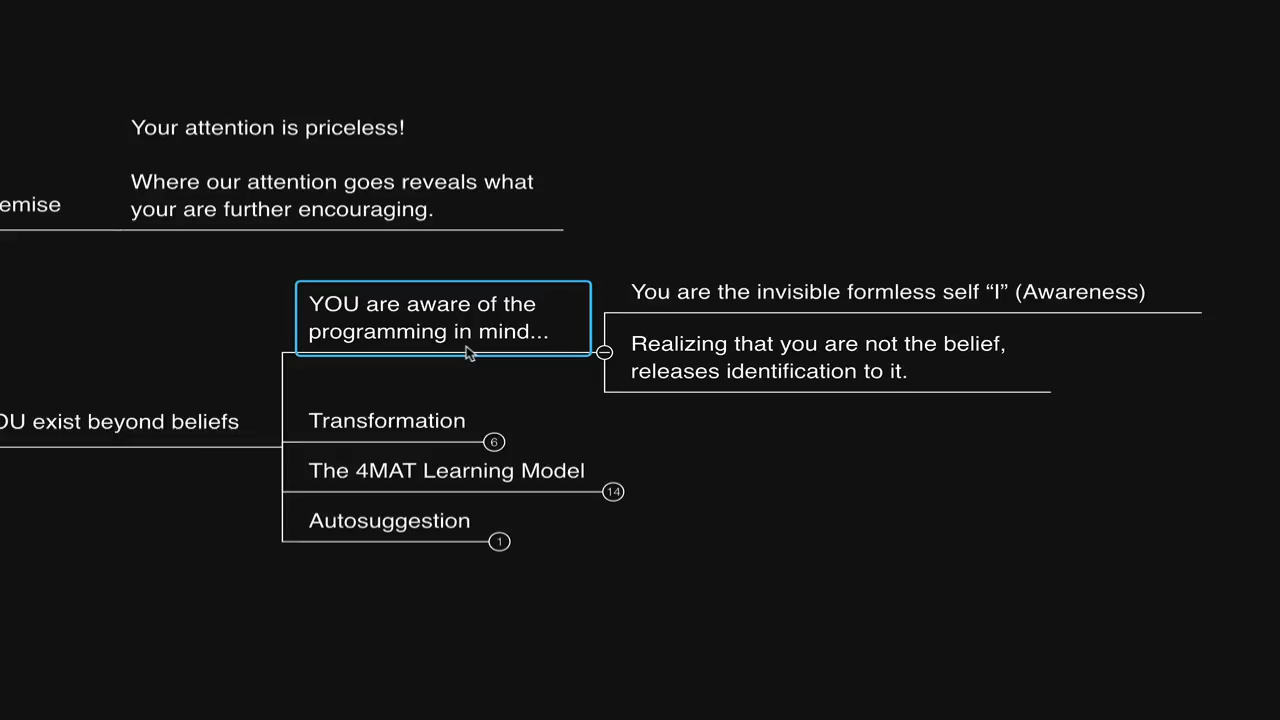 Your attention is priceless!
Where our attention goes reveals what
your are further encouraging.
emise
YOU are aware of the
programming in mind...
You are the invisible formless self “I” (Awareness)
Realizing that you are not the belief,
releases identification to it.
OU exist beyond beliefs
Transformation
6
The 4MAT Learning Model
14
Autosuggestion
1